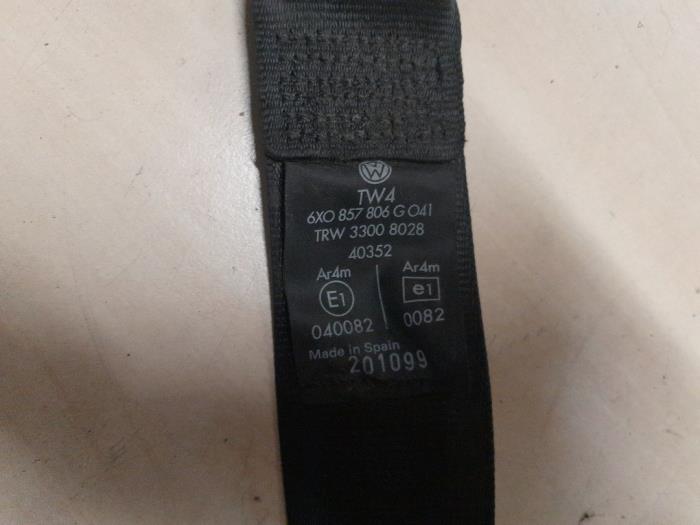 VW
TW4
6X0 857 806 G 041
TRW 3300 8028
40352
Ar4m Ar4m
E1 e1
040082 0082
Made in Spain
201099